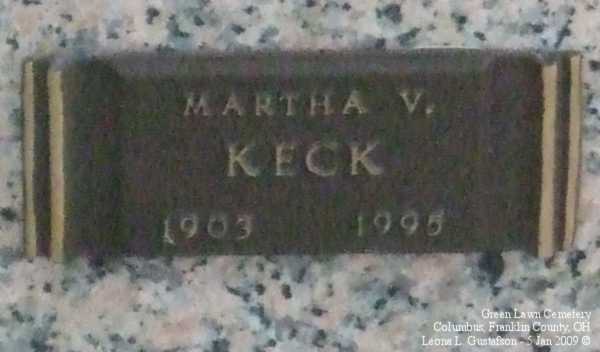 MARTHA V.
KECK
1903 1995
Green Lawn Cemetery
Columbus, Franklin County, OH
Leona L. Gustafson - 5 Jan 2009 ©